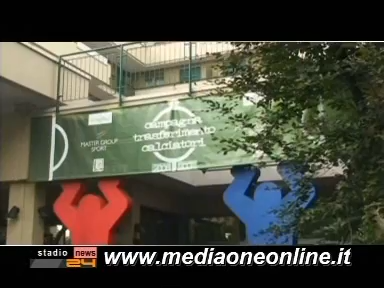 MASTER GROUP
SPORT
campagna
trasferimento
calciatori
stadio news
24
www.mediaoneonline.it